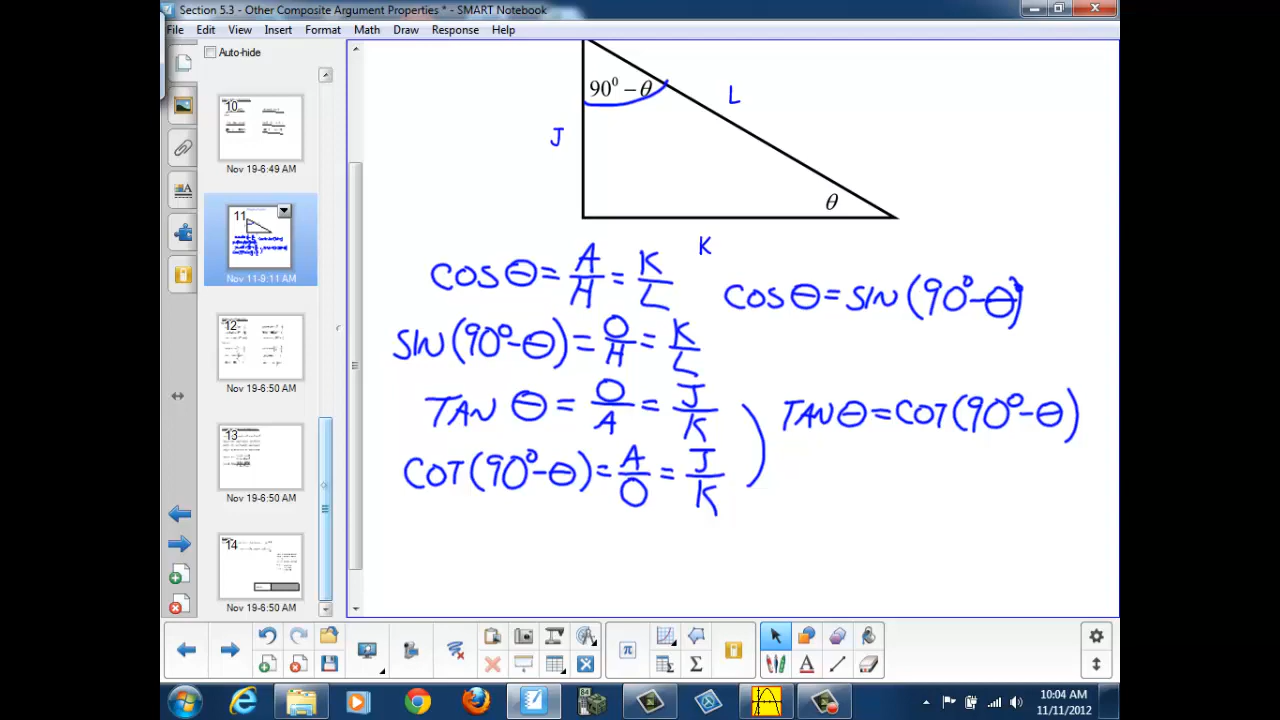 Section 5.3 - Other Composite Argument Properties * - SMART Notebook
File Edit View Insert Format Math Draw Response Help
Auto-hide
10
Nov 19-6:49 AM
11
Nov 11-9:11 AM
12
Nov 19-6:50 AM
13
Nov 19-6:50 AM
14
Nov 19-6:50 AM
90⁰ − θ
L
J
θ
K
COS Θ = A/H = K/L
COS Θ = SIN (90° − Θ)
SIN (90° − Θ) = O/H = K/L
TAN Θ = O/A = J/K
TAN Θ = COT (90° − Θ)
COT (90° − Θ) = A/O = J/K
10:04 AM
11/11/2012